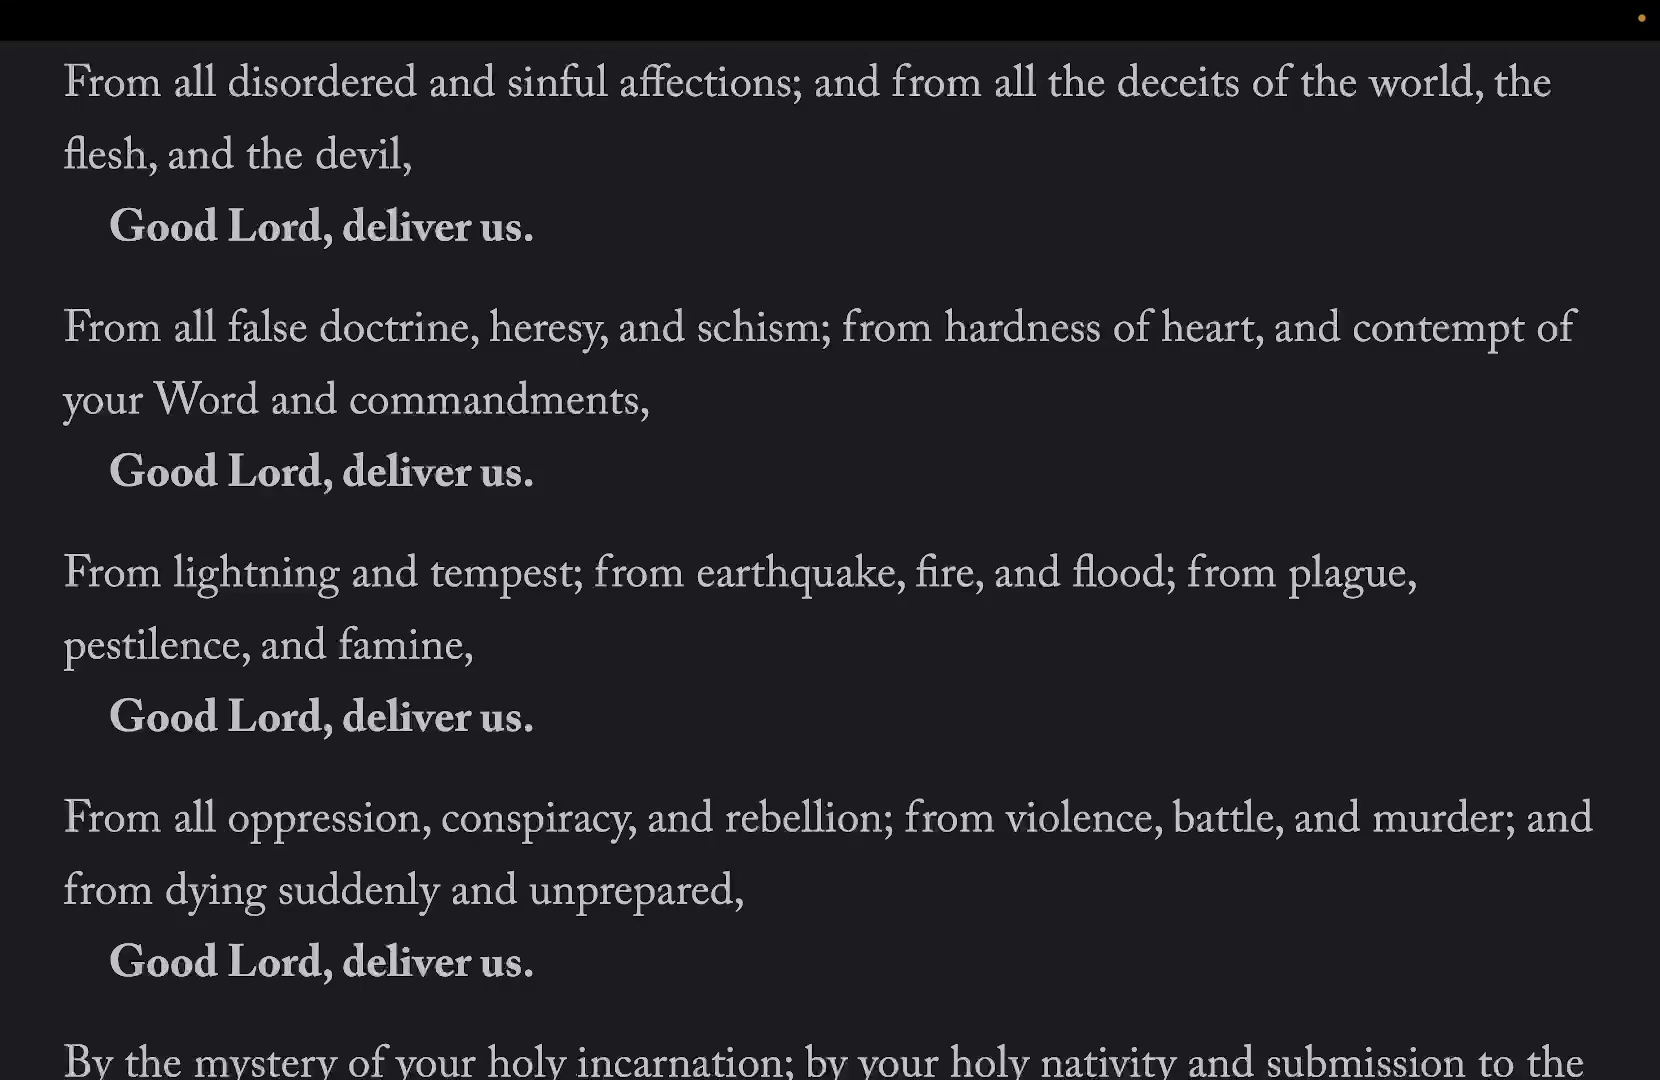 From all disordered and sinful affections; and from all the deceits of the world, the
flesh, and the devil,
Good Lord, deliver us.
From all false doctrine, heresy, and schism; from hardness of heart, and contempt of
your Word and commandments,
Good Lord, deliver us.
From lightning and tempest; from earthquake, fire, and flood; from plague,
pestilence, and famine,
Good Lord, deliver us.
From all oppression, conspiracy, and rebellion; from violence, battle, and murder; and
from dying suddenly and unprepared,
Good Lord, deliver us.
By the mystery of your holy incarnation; by your holy nativity and submission to the